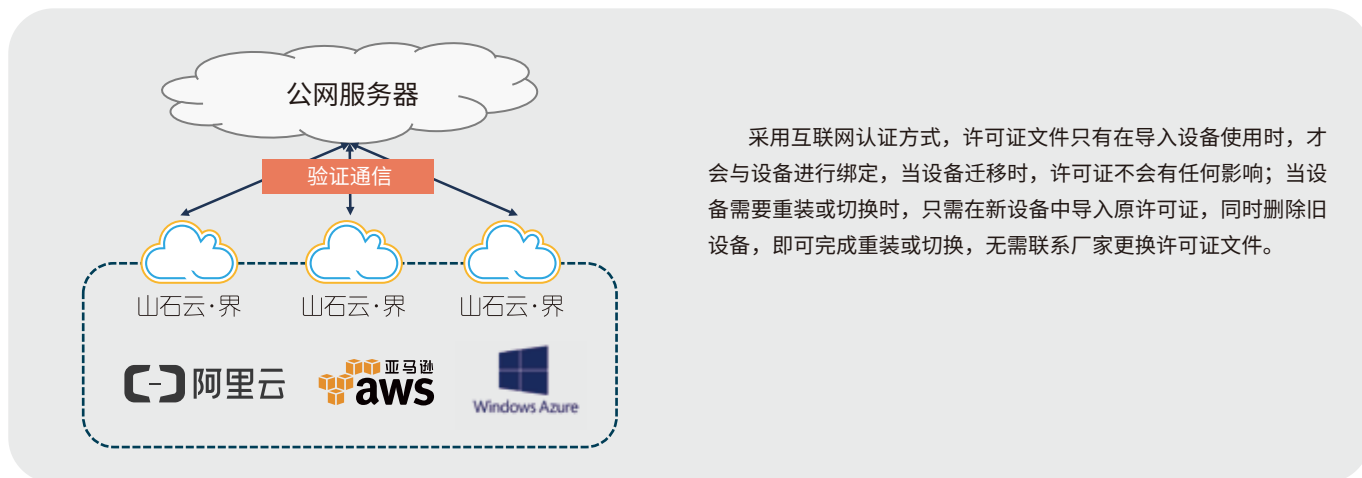 公网服务器
验证通信
山石云·界
山石云·界
山石云·界
阿里云
亚马逊
aws
Windows Azure
采用互联网认证方式，许可证文件只有在导入设备使用时，才
会与设备进行绑定，当设备迁移时，许可证不会有任何影响；当设
备需要重装或切换时，只需在新设备中导入原许可证，同时删除旧
设备，即可完成重装或切换，无需联系厂家更换许可证文件。